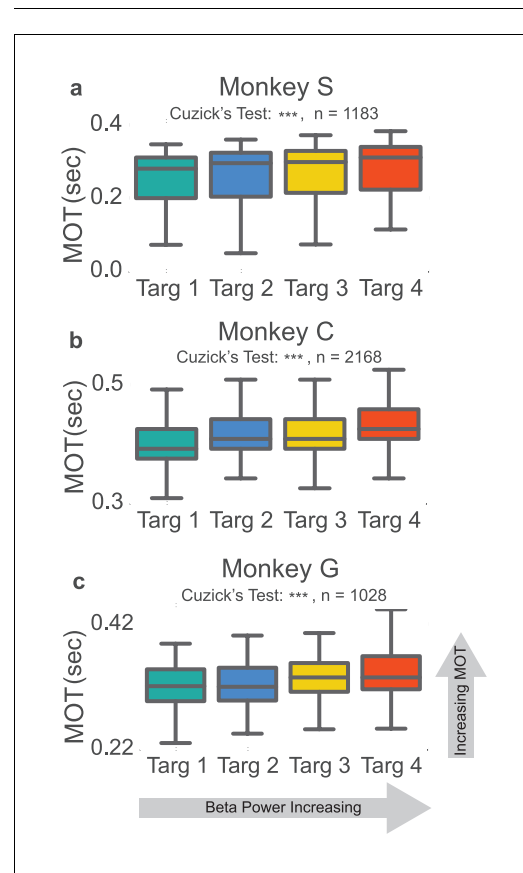 a
Monkey S
Cuzick's Test: ***, n = 1183
MOT(sec)
0.4
0.2
0.0
Targ 1 Targ 2 Targ 3 Targ 4
b
Monkey C
Cuzick's Test: ***, n = 2168
MOT(sec)
0.5
0.3
Targ 1 Targ 2 Targ 3 Targ 4
c
Monkey G
Cuzick's Test: ***, n = 1028
MOT(sec)
0.42
0.22
Targ 1 Targ 2 Targ 3 Targ 4
Increasing MOT
Beta Power Increasing